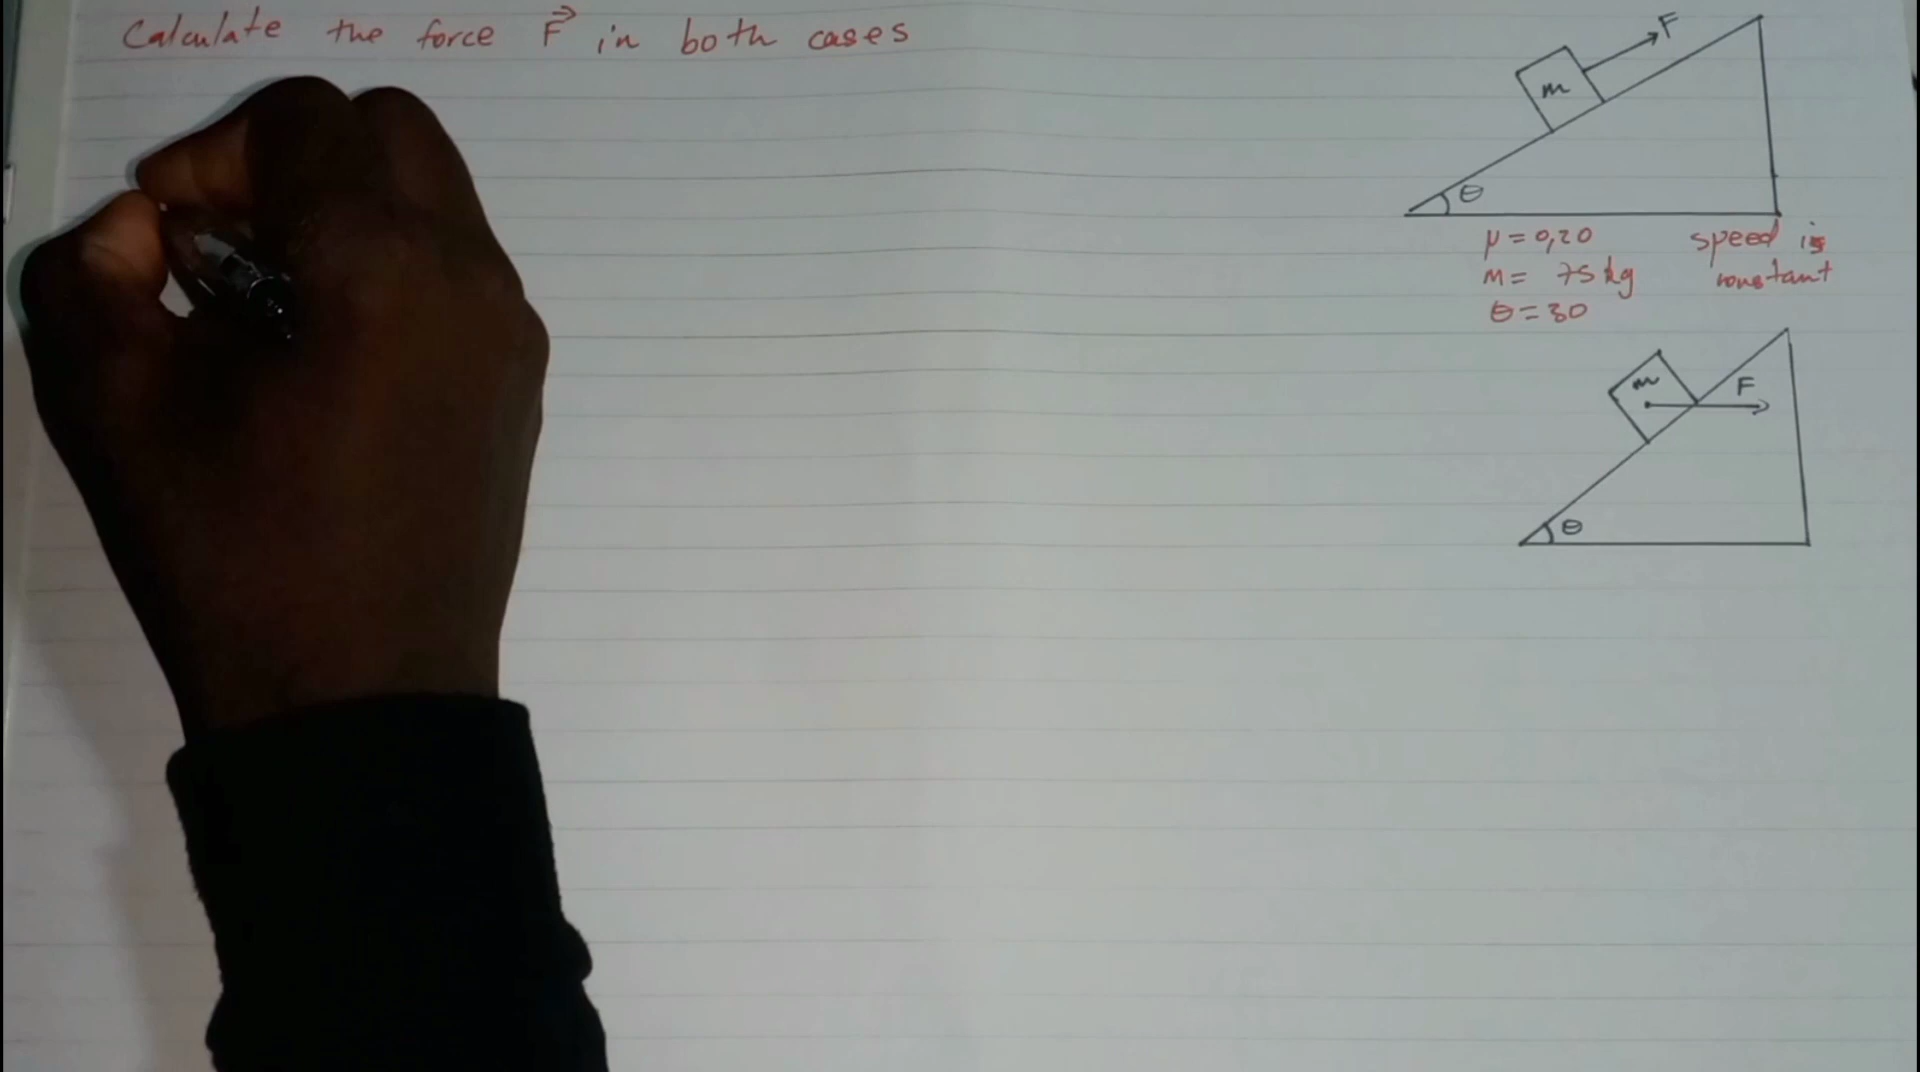 Calculate the force F⃗ in both cases
F
m
θ
μ = 0,20
m = 75 kg
θ = 30
speed is
constant
m
F
θ